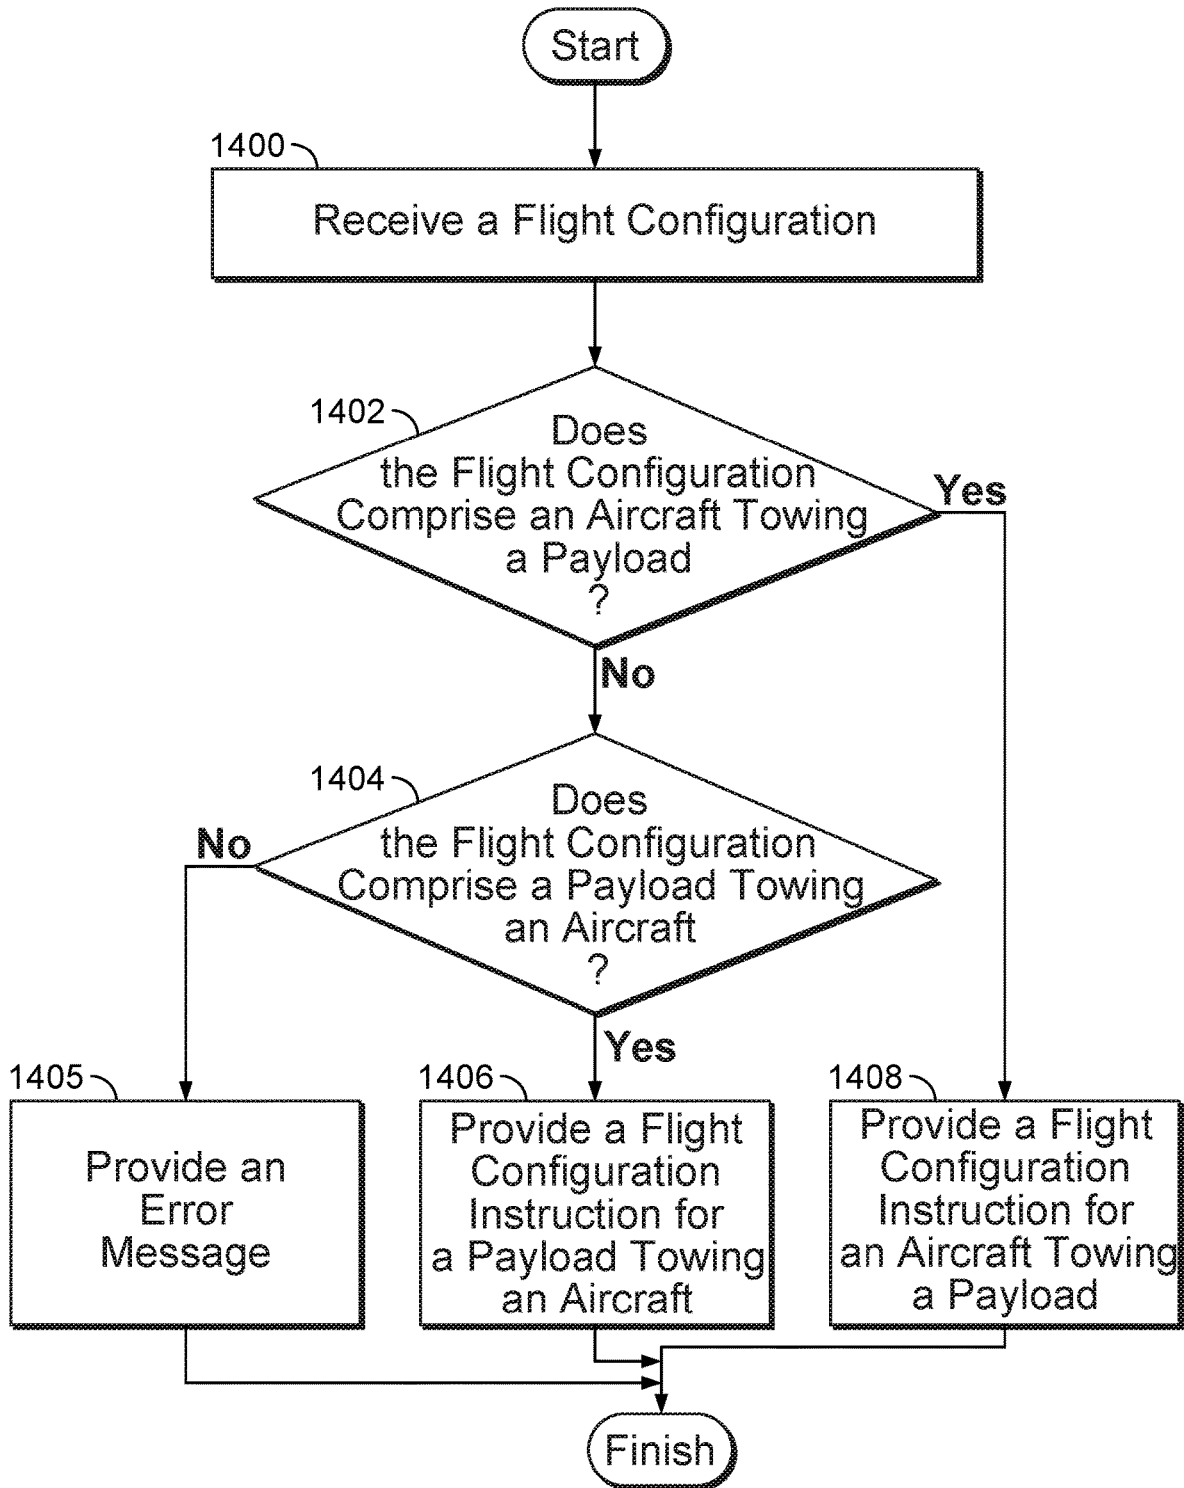 Start
1400
Receive a Flight Configuration
1402
Does
the Flight Configuration
Comprise an Aircraft Towing
a Payload
?
Yes
No
1404
Does
the Flight Configuration
Comprise a Payload Towing
an Aircraft
?
No
Yes
1405
Provide an
Error
Message
1406
Provide a Flight
Configuration
Instruction for
a Payload Towing
an Aircraft
1408
Provide a Flight
Configuration
Instruction for
an Aircraft Towing
a Payload
Finish